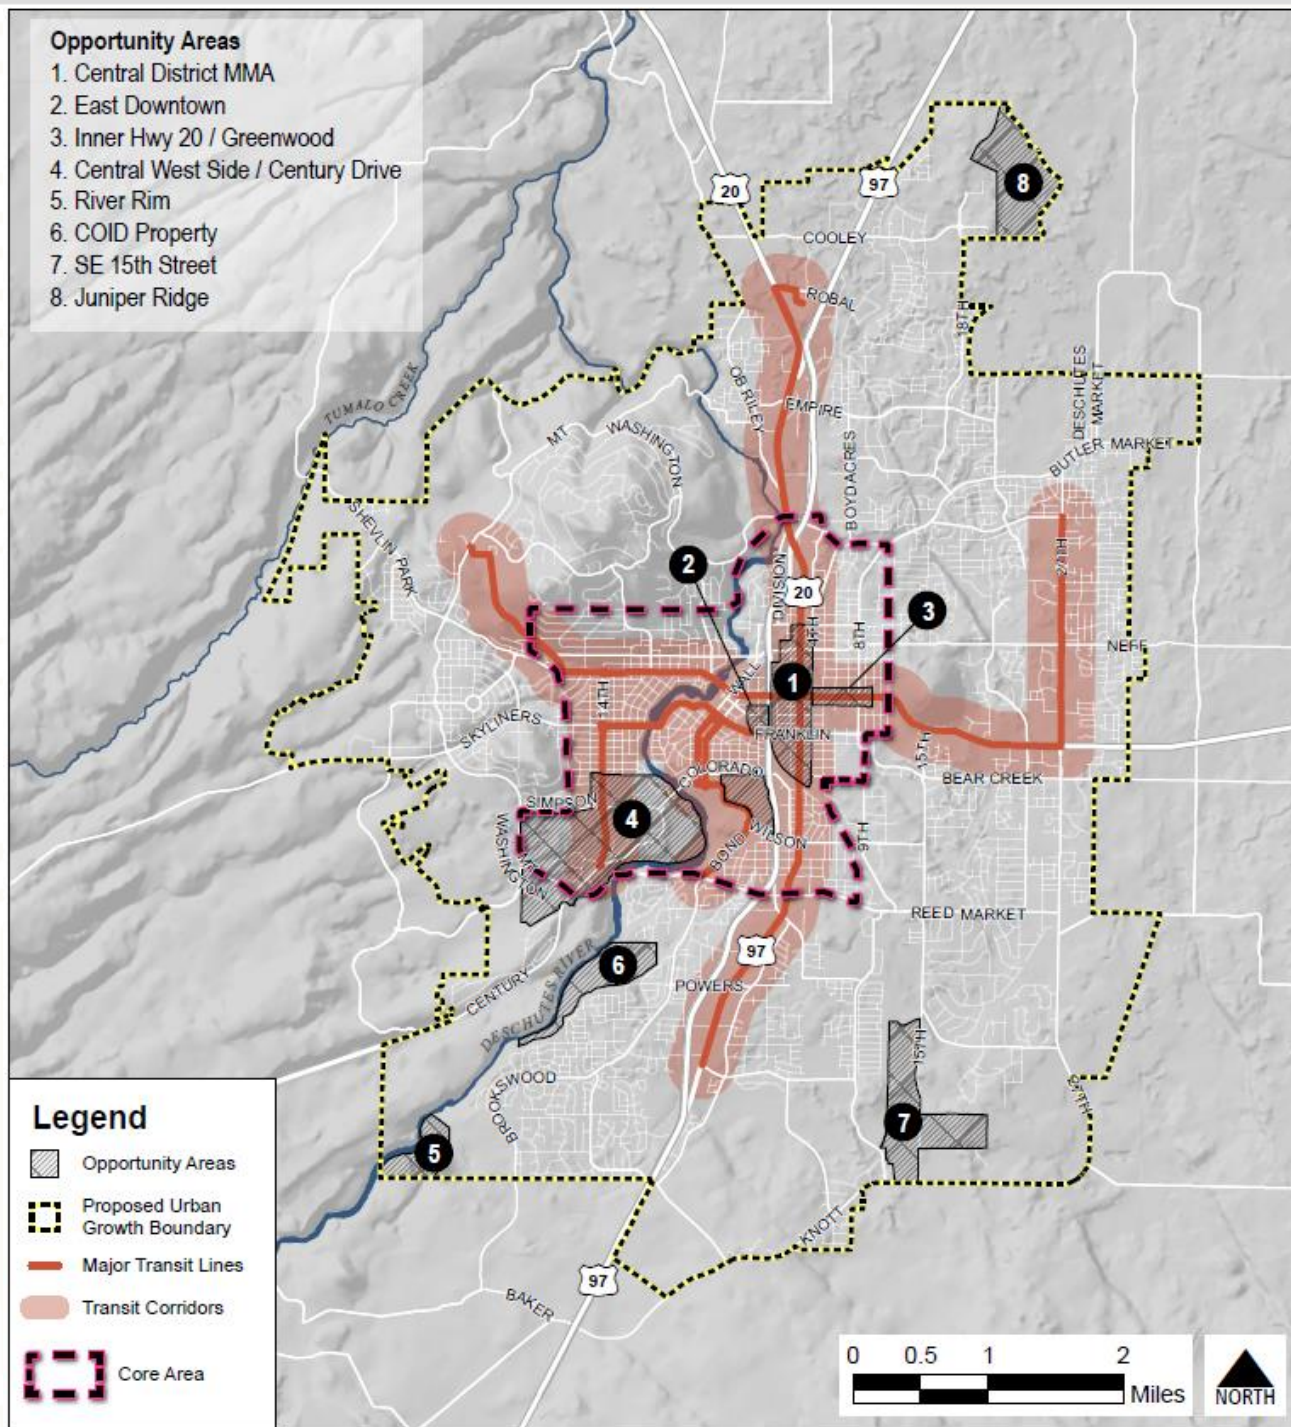 Opportunity Areas
1. Central District MMA
2. East Downtown
3. Inner Hwy 20 / Greenwood
4. Central West Side / Century Drive
5. River Rim
6. COID Property
7. SE 15th Street
8. Juniper Ridge
8
20
97
COOLEY
ROBAL
18TH
TUMALO CREEK
OB RILEY
EMPIRE
DESCHUTES
MARKET
MT
WASHINGTON
BOYD ACRES
BUTLER MARKET
SHEVLIN PARK
27TH
2
DIVISION
20
3
4TH
8TH
NEFF
WALL
1
14TH
SKYLINERS
FRANKLIN
15TH
COLORADO
BEAR CREEK
SIMPSON
4
WILSON
9TH
BOND
MT
WASHINGTON
REED MARKET
97
6
CENTURY
DESCHUTES RIVER
POWERS
15TH
BROOKSWOOD
27TH
7
5
KNOTT
97
BAKER
Legend
Opportunity Areas
Proposed Urban
Growth Boundary
Major Transit Lines
Transit Corridors
Core Area
0 0.5 1 2
Miles
NORTH